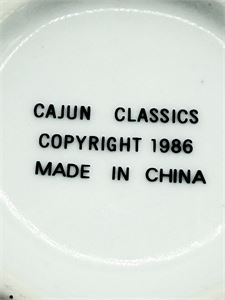 CAJUN CLASSICS
COPYRIGHT 1986
MADE IN CHINA